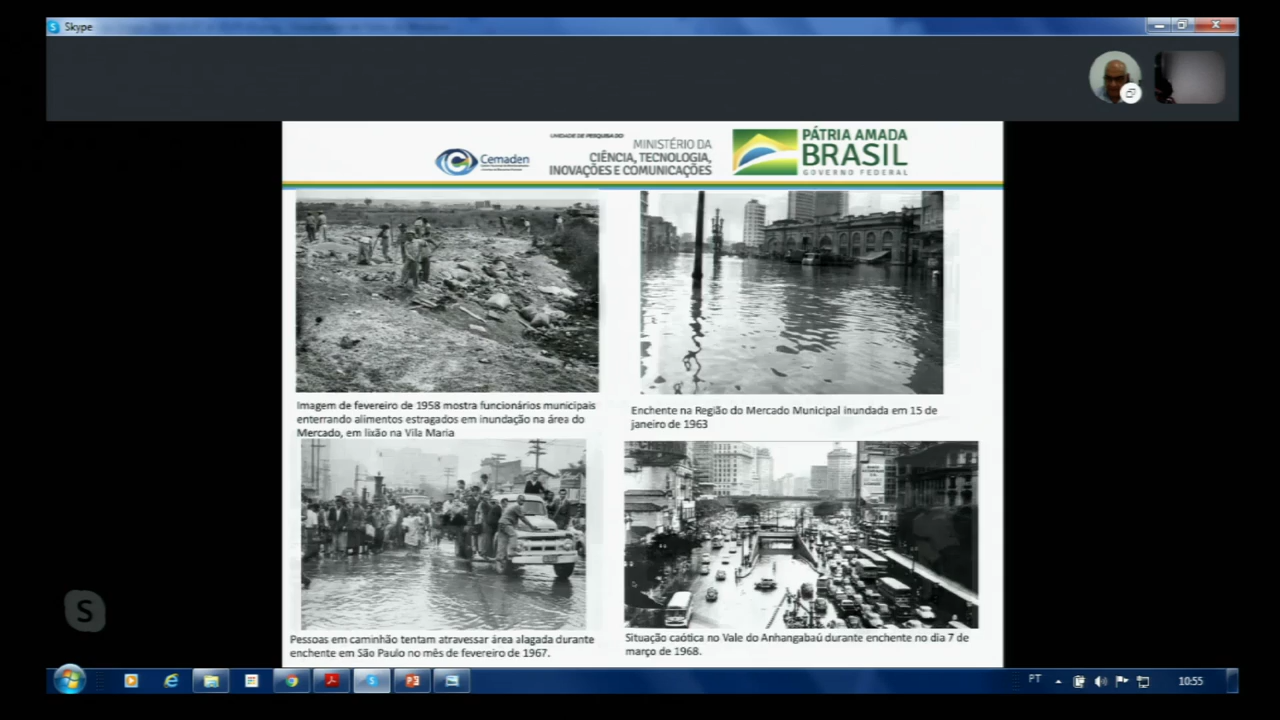 Skype
UNIDADE DE PESQUISA DO
MINISTÉRIO DA
CIÊNCIA, TECNOLOGIA,
INOVAÇÕES E COMUNICAÇÕES
Cemaden
PÁTRIA AMADA
BRASIL
GOVERNO FEDERAL
Imagem de fevereiro de 1958 mostra funcionários municipais
enterrando alimentos estragados em inundação na área do
Mercado, em lixão na Vila Maria
Enchente na Região do Mercado Municipal inundada em 15 de
janeiro de 1963
Pessoas em caminhão tentam atravessar área alagada durante
enchente em São Paulo no mês de fevereiro de 1967.
Situação caótica no Vale do Anhangabaú durante enchente no dia 7 de
março de 1968.
S
PT
10:55